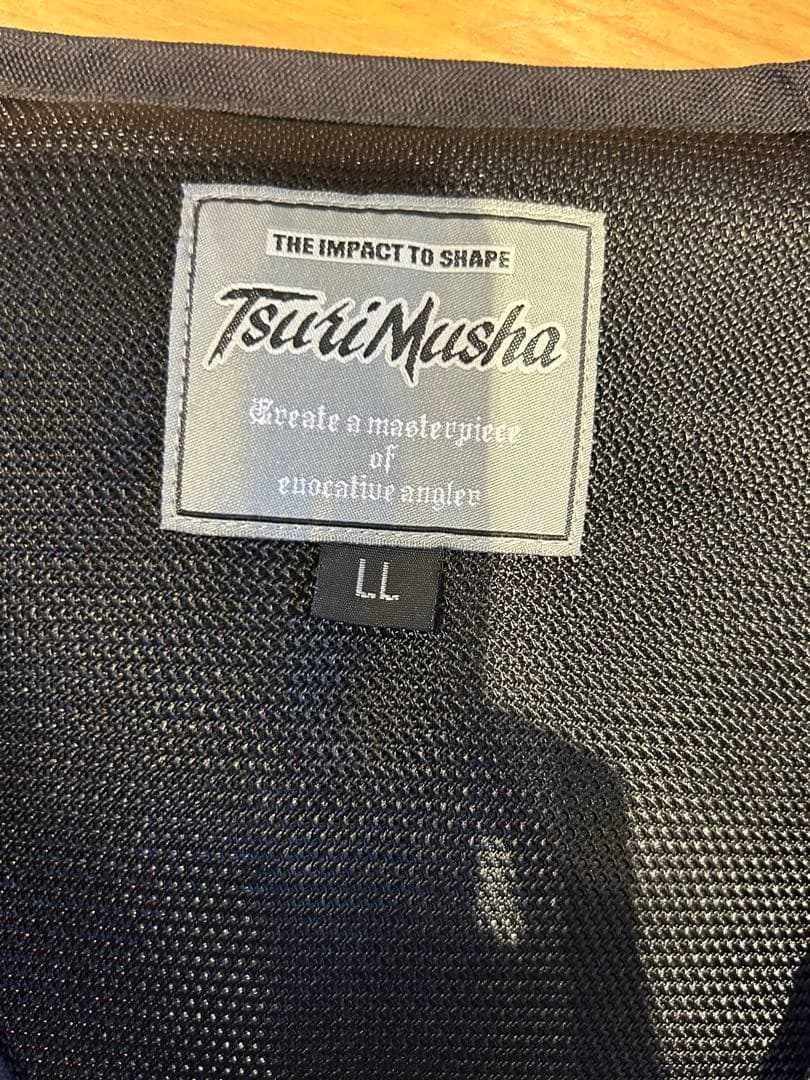 THE IMPACT TO SHAPE
TsuriMusha
Create a masterpiece
of
evocative angler
LL